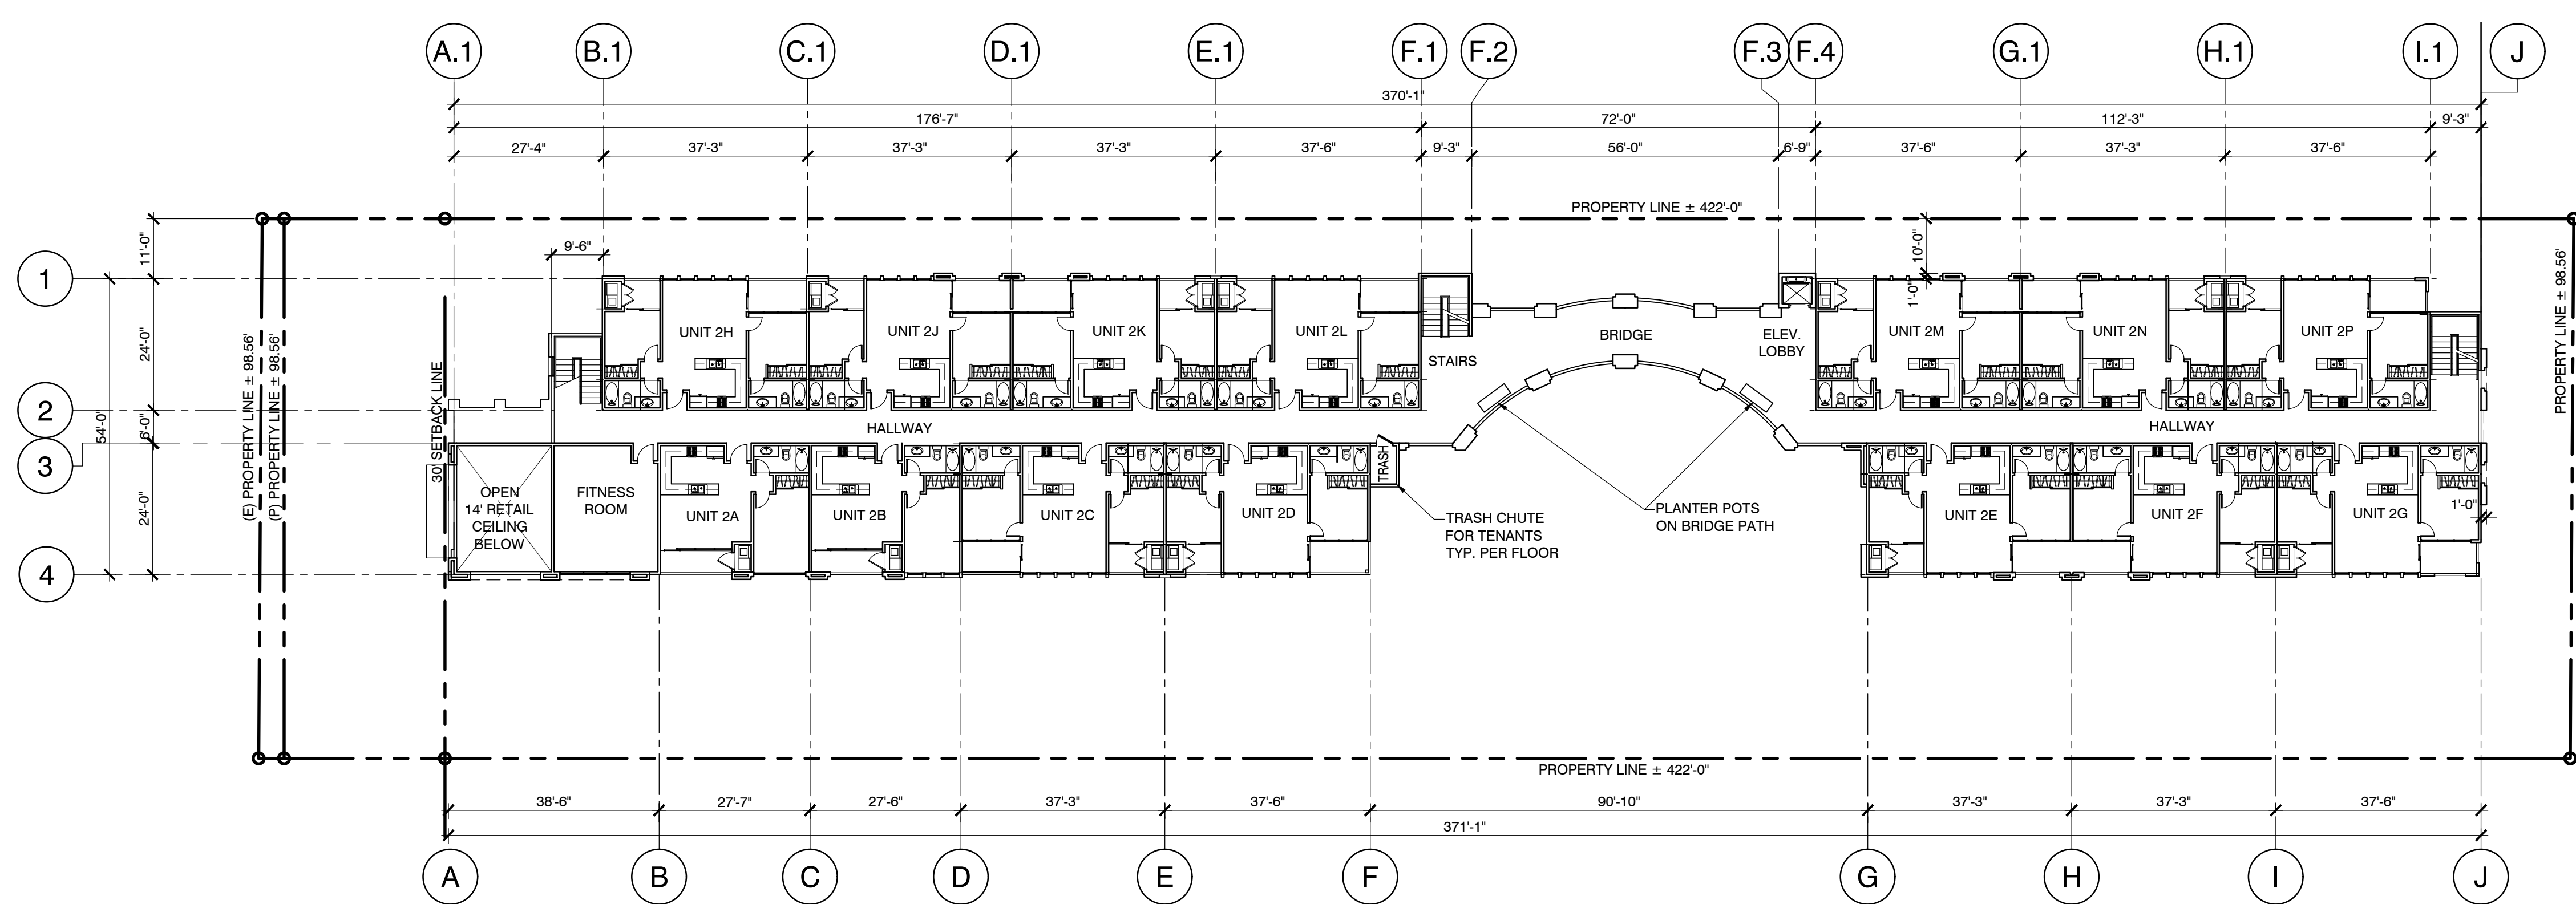 A.1 B.1 C.1 D.1 E.1 F.1 F.2 F.3 F.4 G.1 H.1 I.1 J
370'-1"
176'-7" 72'-0" 112'-3" 9'-3"
27'-4" 37'-3" 37'-3" 37'-3" 37'-6" 9'-3" 56'-0" 6'-9" 37'-6" 37'-3" 37'-6"
PROPERTY LINE ± 422'-0"
11'-0"
9'-6"
10'-0"
1'-0"
1
24'-0"
UNIT 2H
UNIT 2J
UNIT 2K
UNIT 2L
STAIRS
BRIDGE
ELEV.
LOBBY
UNIT 2M
UNIT 2N
UNIT 2P
(E) PROPERTY LINE ± 98.56'
(P) PROPERTY LINE ± 98.56'
30' SETBACK LINE
PROPERTY LINE ± 98.56'
2
54'-0"
6'-0"
HALLWAY
HALLWAY
3
24'-0"
OPEN
14' RETAIL
CEILING
BELOW
FITNESS
ROOM
UNIT 2A
UNIT 2B
UNIT 2C
UNIT 2D
TRASH
TRASH CHUTE
FOR TENANTS
TYP. PER FLOOR
PLANTER POTS
ON BRIDGE PATH
UNIT 2E
UNIT 2F
UNIT 2G
1'-0"
4
PROPERTY LINE ± 422'-0"
38'-6" 27'-7" 27'-6" 37'-3" 37'-6" 90'-10" 37'-3" 37'-3" 37'-6"
371'-1"
A B C D E F G H I J